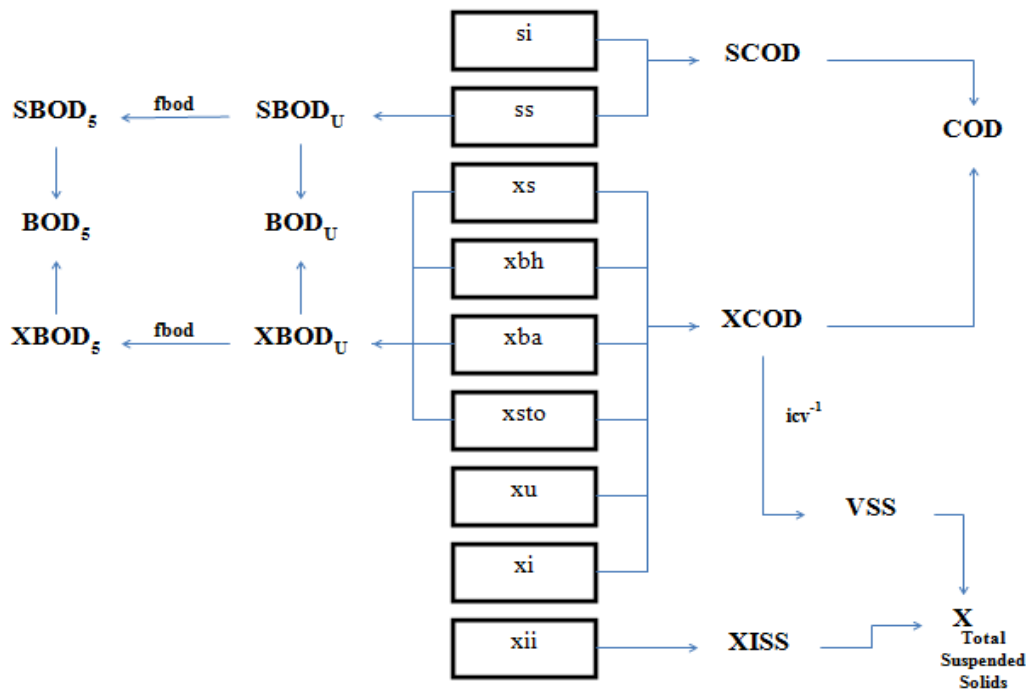 si
SCOD
SBOD5
fbod
SBODU
ss
COD
xs
BOD5
BODU
xbh
XBOD5
fbod
XBODU
xba
XCOD
xsto
icv-1
xu
VSS
xi
xii
XISS
X
Total
Suspended
Solids